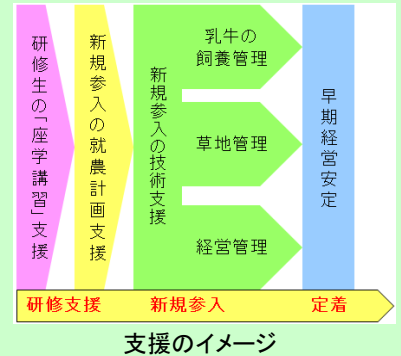 研修生の「座学講習」支援
新規参入の就農計画支援
新規参入の技術支援
乳牛の
飼養管理
草地管理
経営管理
早期経営安定
研修支援
新規参入
定着
支援のイメージ